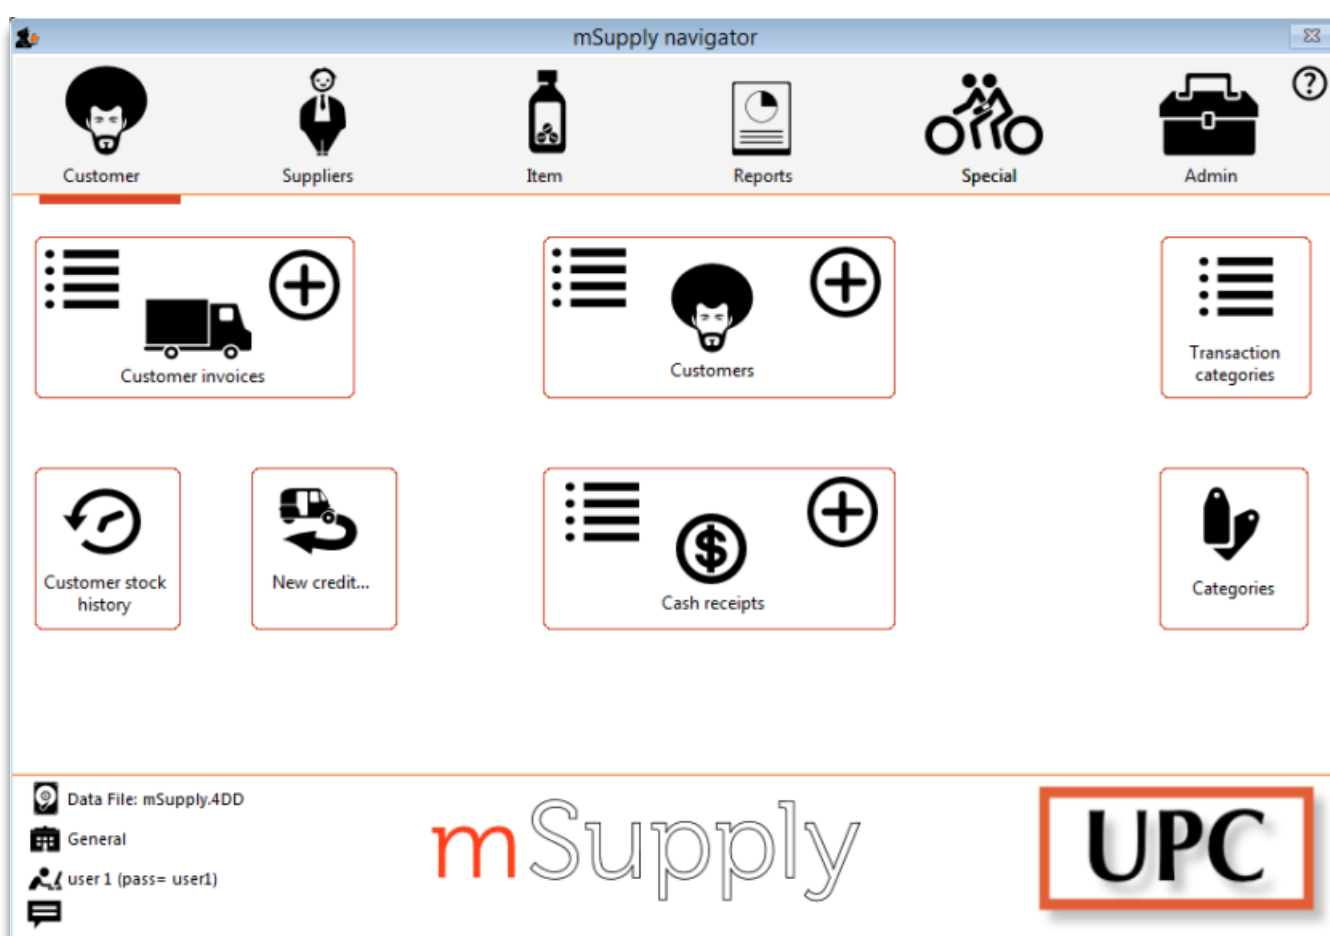 mSupply navigator
Customer
Suppliers
Item
Reports
Special
Admin
?
Customer invoices
Customers
Transaction
categories
Customer stock
history
New credit...
$
Cash receipts
Categories
Data File: mSupply.4DD
General
user 1 (pass= user1)
mSupply
UPC